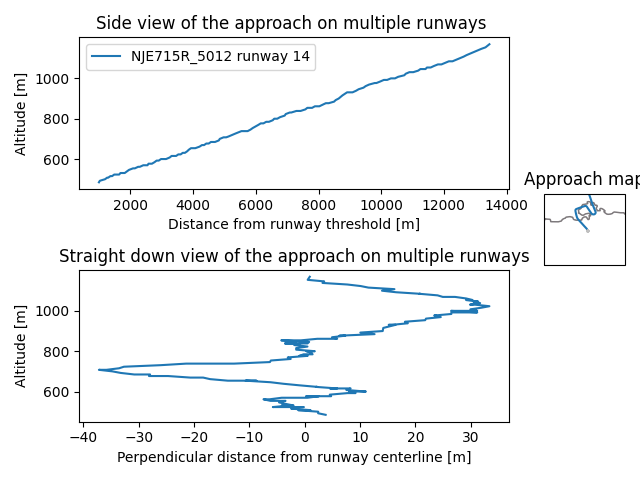 Side view of the approach on multiple runways
NJE715R_5012 runway 14
Altitude [m]
1000
800
600
2000 4000 6000 8000 10000 12000 14000
Distance from runway threshold [m]
Approach map
Straight down view of the approach on multiple runways
Altitude [m]
1000
800
600
−40 −30 −20 −10 0 10 20 30
Perpendicular distance from runway centerline [m]